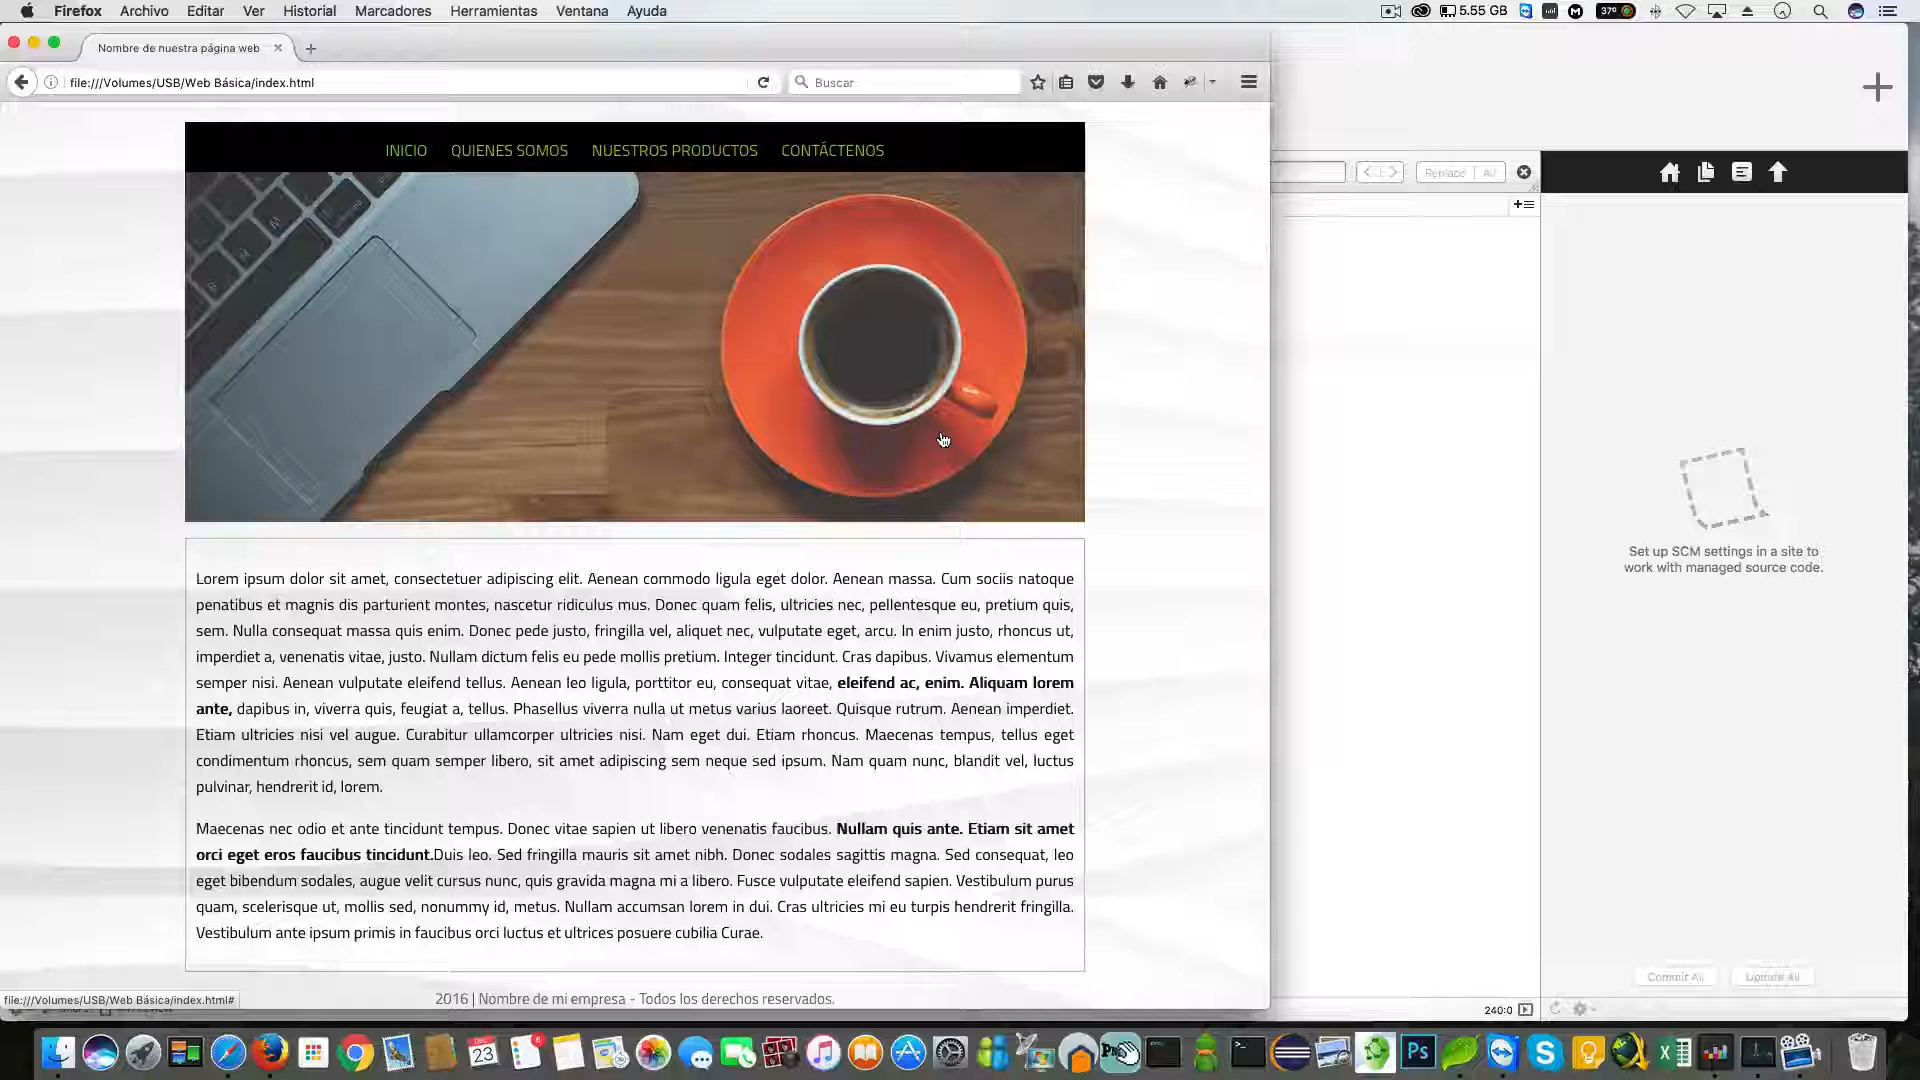 Firefox Archivo Editar Ver Historial Marcadores Herramientas Ventana Ayuda 5.55 GB 37º
Nombre de nuestra página web
file:///Volumes/USB/Web Básica/index.html Buscar
INICIO QUIENES SOMOS NUESTROS PRODUCTOS CONTÁCTENOS
Replace All
Set up SCM settings in a site to
work with managed source code.
Lorem ipsum dolor sit amet, consectetuer adipiscing elit. Aenean commodo ligula eget dolor. Aenean massa. Cum sociis natoque
penatibus et magnis dis parturient montes, nascetur ridiculus mus. Donec quam felis, ultricies nec, pellentesque eu, pretium quis,
sem. Nulla consequat massa quis enim. Donec pede justo, fringilla vel, aliquet nec, vulputate eget, arcu. In enim justo, rhoncus ut,
imperdiet a, venenatis vitae, justo. Nullam dictum felis eu pede mollis pretium. Integer tincidunt. Cras dapibus. Vivamus elementum
semper nisi. Aenean vulputate eleifend tellus. Aenean leo ligula, porttitor eu, consequat vitae, eleifend ac, enim. Aliquam lorem
ante, dapibus in, viverra quis, feugiat a, tellus. Phasellus viverra nulla ut metus varius laoreet. Quisque rutrum. Aenean imperdiet.
Etiam ultricies nisi vel augue. Curabitur ullamcorper ultricies nisi. Nam eget dui. Etiam rhoncus. Maecenas tempus, tellus eget
condimentum rhoncus, sem quam semper libero, sit amet adipiscing sem neque sed ipsum. Nam quam nunc, blandit vel, luctus
pulvinar, hendrerit id, lorem.
Maecenas nec odio et ante tincidunt tempus. Donec vitae sapien ut libero venenatis faucibus. Nullam quis ante. Etiam sit amet
orci eget eros faucibus tincidunt.Duis leo. Sed fringilla mauris sit amet nibh. Donec sodales sagittis magna. Sed consequat, leo
eget bibendum sodales, augue velit cursus nunc, quis gravida magna mi a libero. Fusce vulputate eleifend sapien. Vestibulum purus
quam, scelerisque ut, mollis sed, nonummy id, metus. Nullam accumsan lorem in dui. Cras ultricies mi eu turpis hendrerit fringilla.
Vestibulum ante ipsum primis in faucibus orci luctus et ultrices posuere cubilia Curae.
Commit All Update All
2016 | Nombre de mi empresa - Todos los derechos reservados.
file:///Volumes/USB/Web Básica/index.html#
240:0
DEC
23
Ps